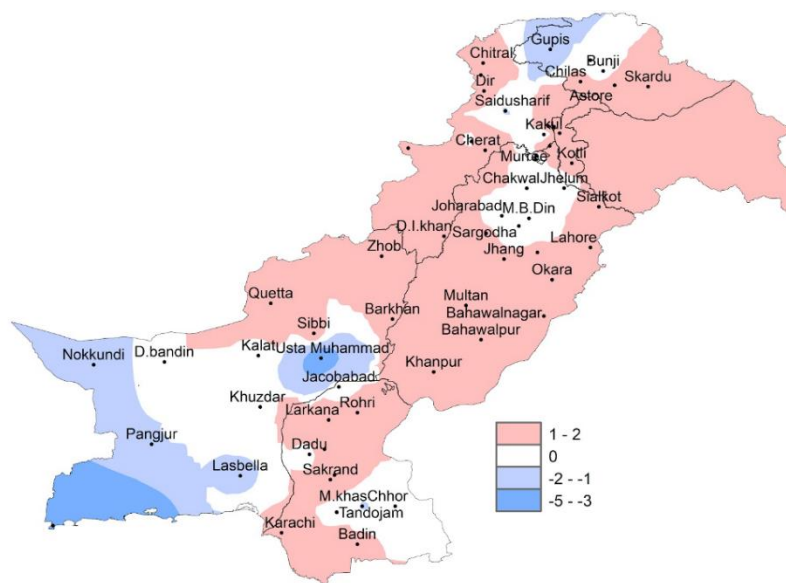 Gupis
Chitral
Bunji
Chilas
Skardu
Dir
Astore
Saidusharif
Kakul
Cherat
Murree
Kotli
Chakwal
Jhelum
Sialkot
Joharabad
M.B.Din
D.I.khan
Sargodha
Lahore
Zhob
Jhang
Okara
Quetta
Multan
Barkhan
Bahawalnagar
Sibbi
Bahawalpur
Kalat
Usta Muhammad
Nokkundi
D.bandin
Khanpur
Jacobabad
Khuzdar
Rohri
Larkana
Pangjur
Dadu
Lasbella
Sakrand
M.khas
Chhor
Tandojam
Karachi
Badin
1 - 2
0
-2 - -1
-5 - -3